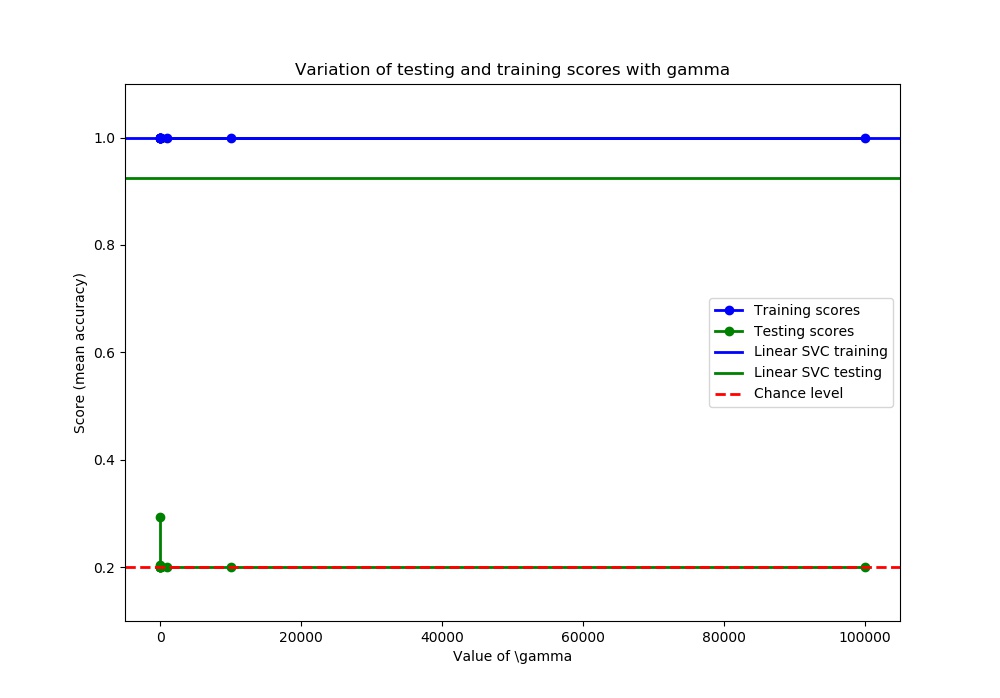 Variation of testing and training scores with gamma
1.0
0.8
0.6
0.4
0.2
Score (mean accuracy)
Training scores
Testing scores
Linear SVC training
Linear SVC testing
Chance level
0 20000 40000 60000 80000 100000
Value of \gamma